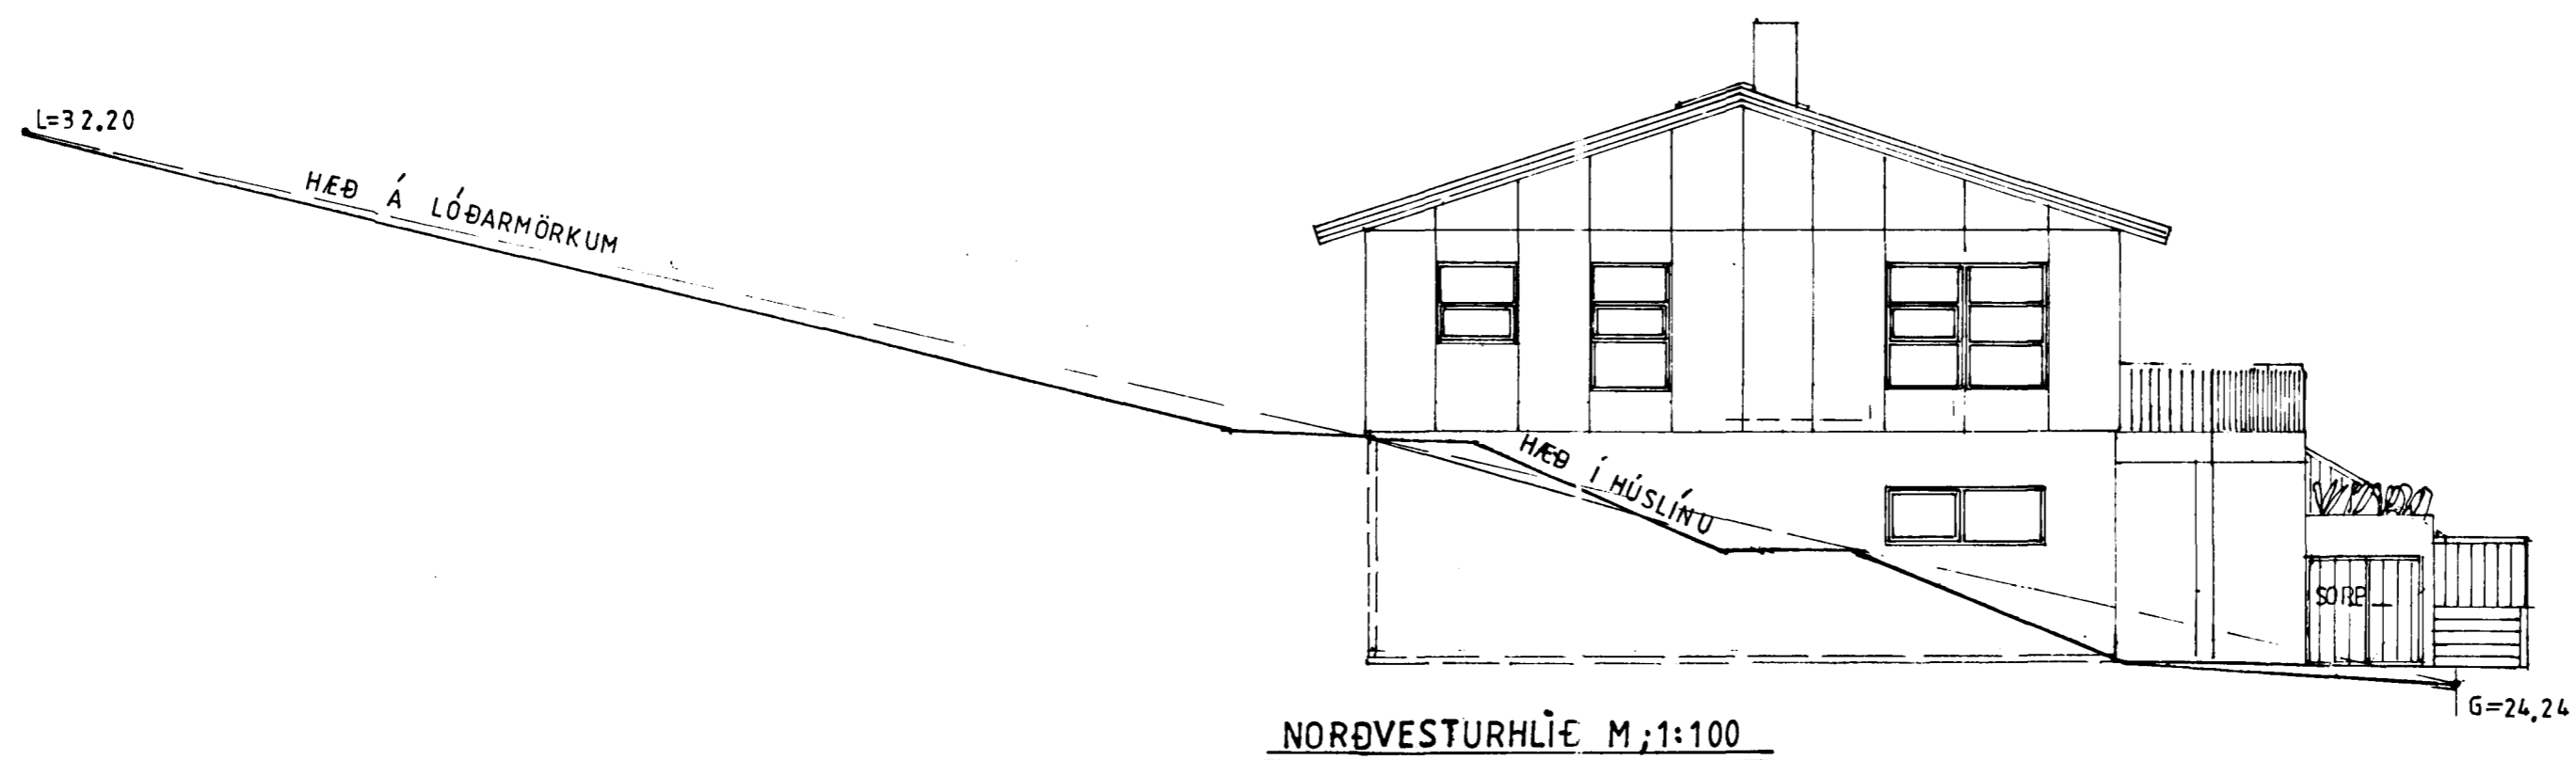 L=32.20
HÆÐ Á LÓÐARMÖRKUM
HÆÐ Í HÚSLÍNU
SORP
G=24.24
NORÐVESTURHLIÐ M;1:100